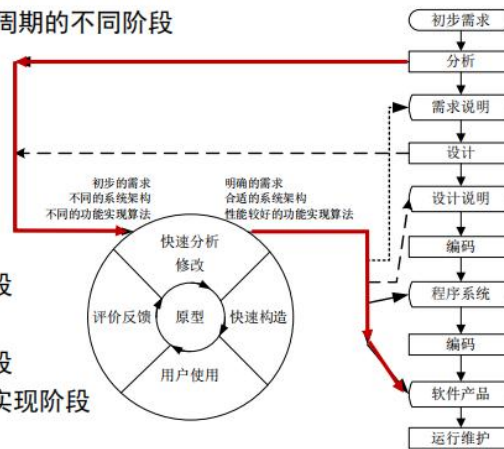 周期的不同阶段
初步需求
分析
需求说明
设计
初步的需求
不同的系统架构
不同的功能实现算法
明确的需求
合适的系统架构
性能较好的功能实现算法
设计说明
编码
程序系统
编码
软件产品
运行维护
快速分析
修改
评价反馈
原型
快速构造
用户使用
段
段
实现阶段